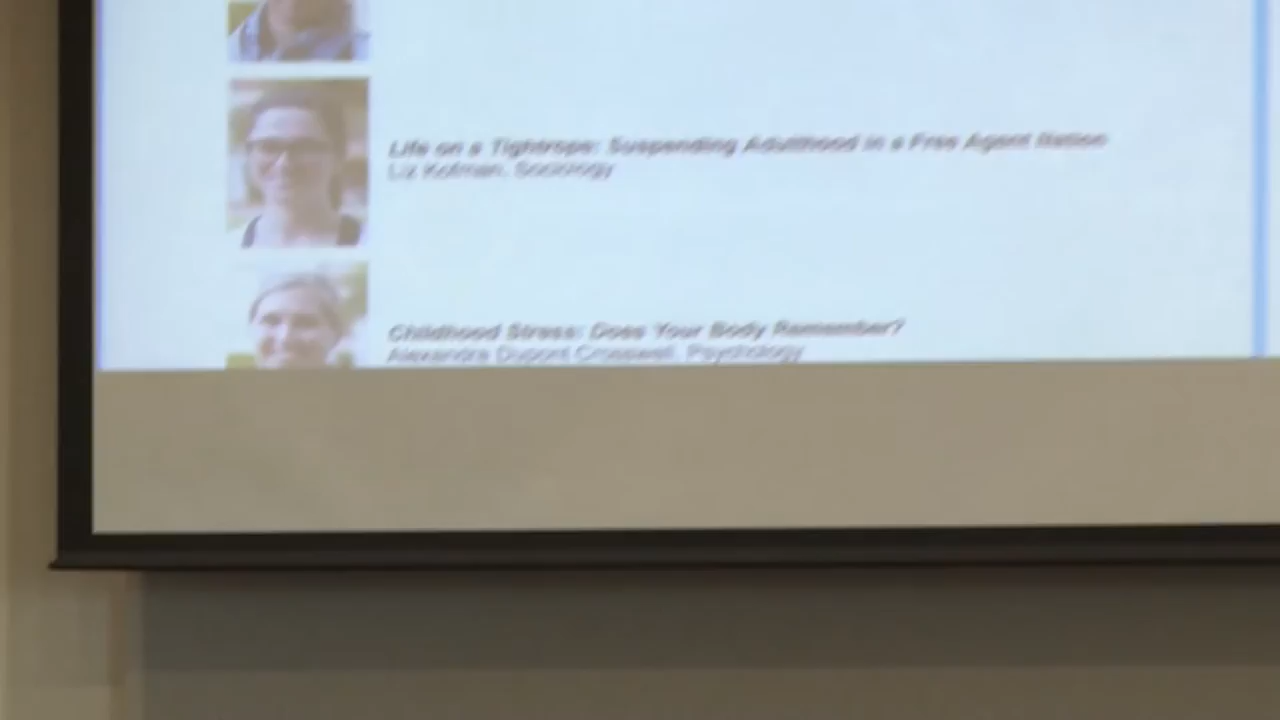 Life on a Tightrope: Suspending Adulthood in a Free Agent Nation
Liz Kofman, Sociology
Childhood Stress: Does Your Body Remember?
Alexandra Dupont Crosswell, Psychology